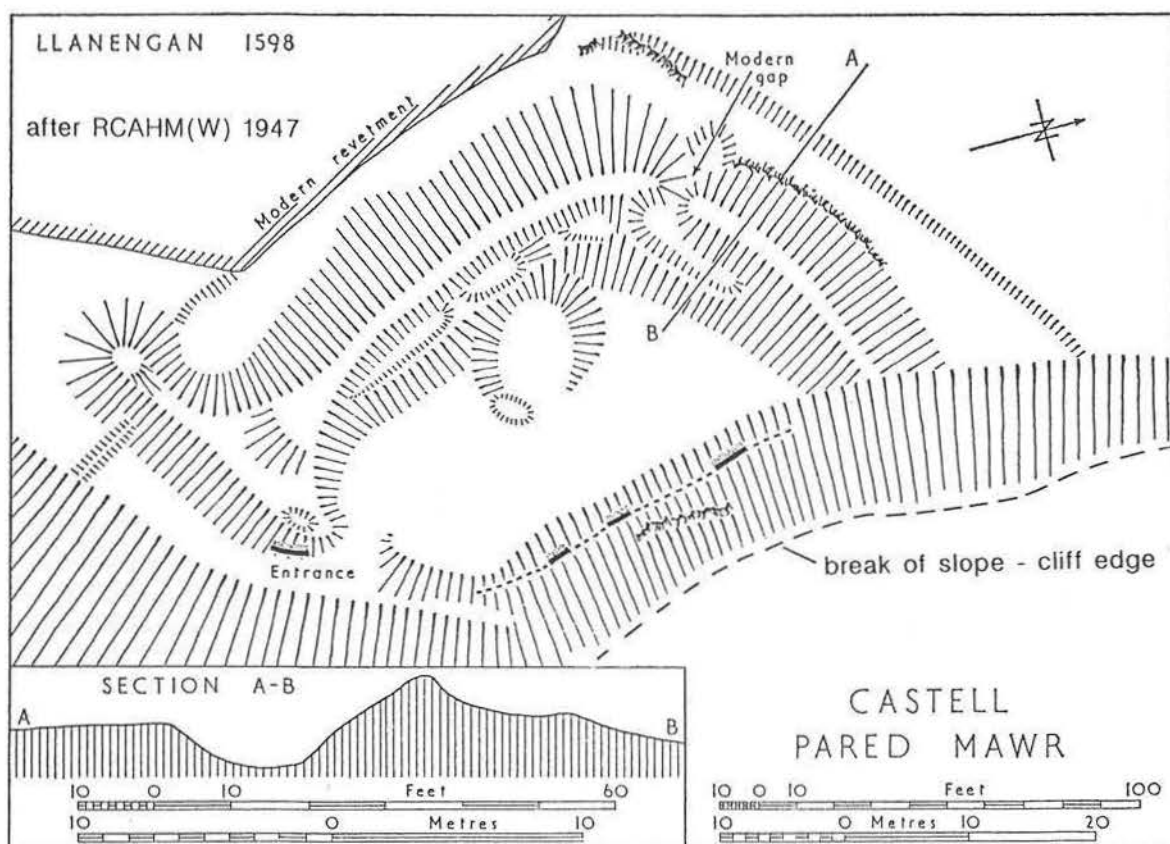 LLANENGAN 1598
after RCAHM(W) 1947
Modern revetment
Modern
gap
A
N
B
Entrance
break of slope - cliff edge
SECTION A-B
A
B
10 0 10 Feet 60
10 0 Metres 10
CASTELL
PARED MAWR
10 0 10 Feet 100
10 0 Metres 10 20